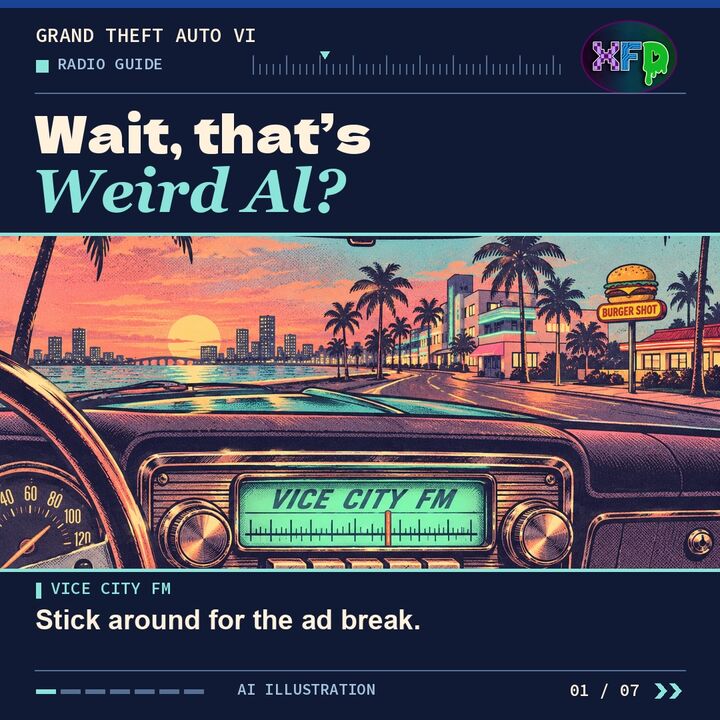 GRAND THEFT AUTO VI
RADIO GUIDE
XFD
Wait, that's
Weird Al?
BURGER SHOT
40 60 80 100 120
VICE CITY FM
VICE CITY FM
Stick around for the ad break.
AI ILLUSTRATION
01 / 07